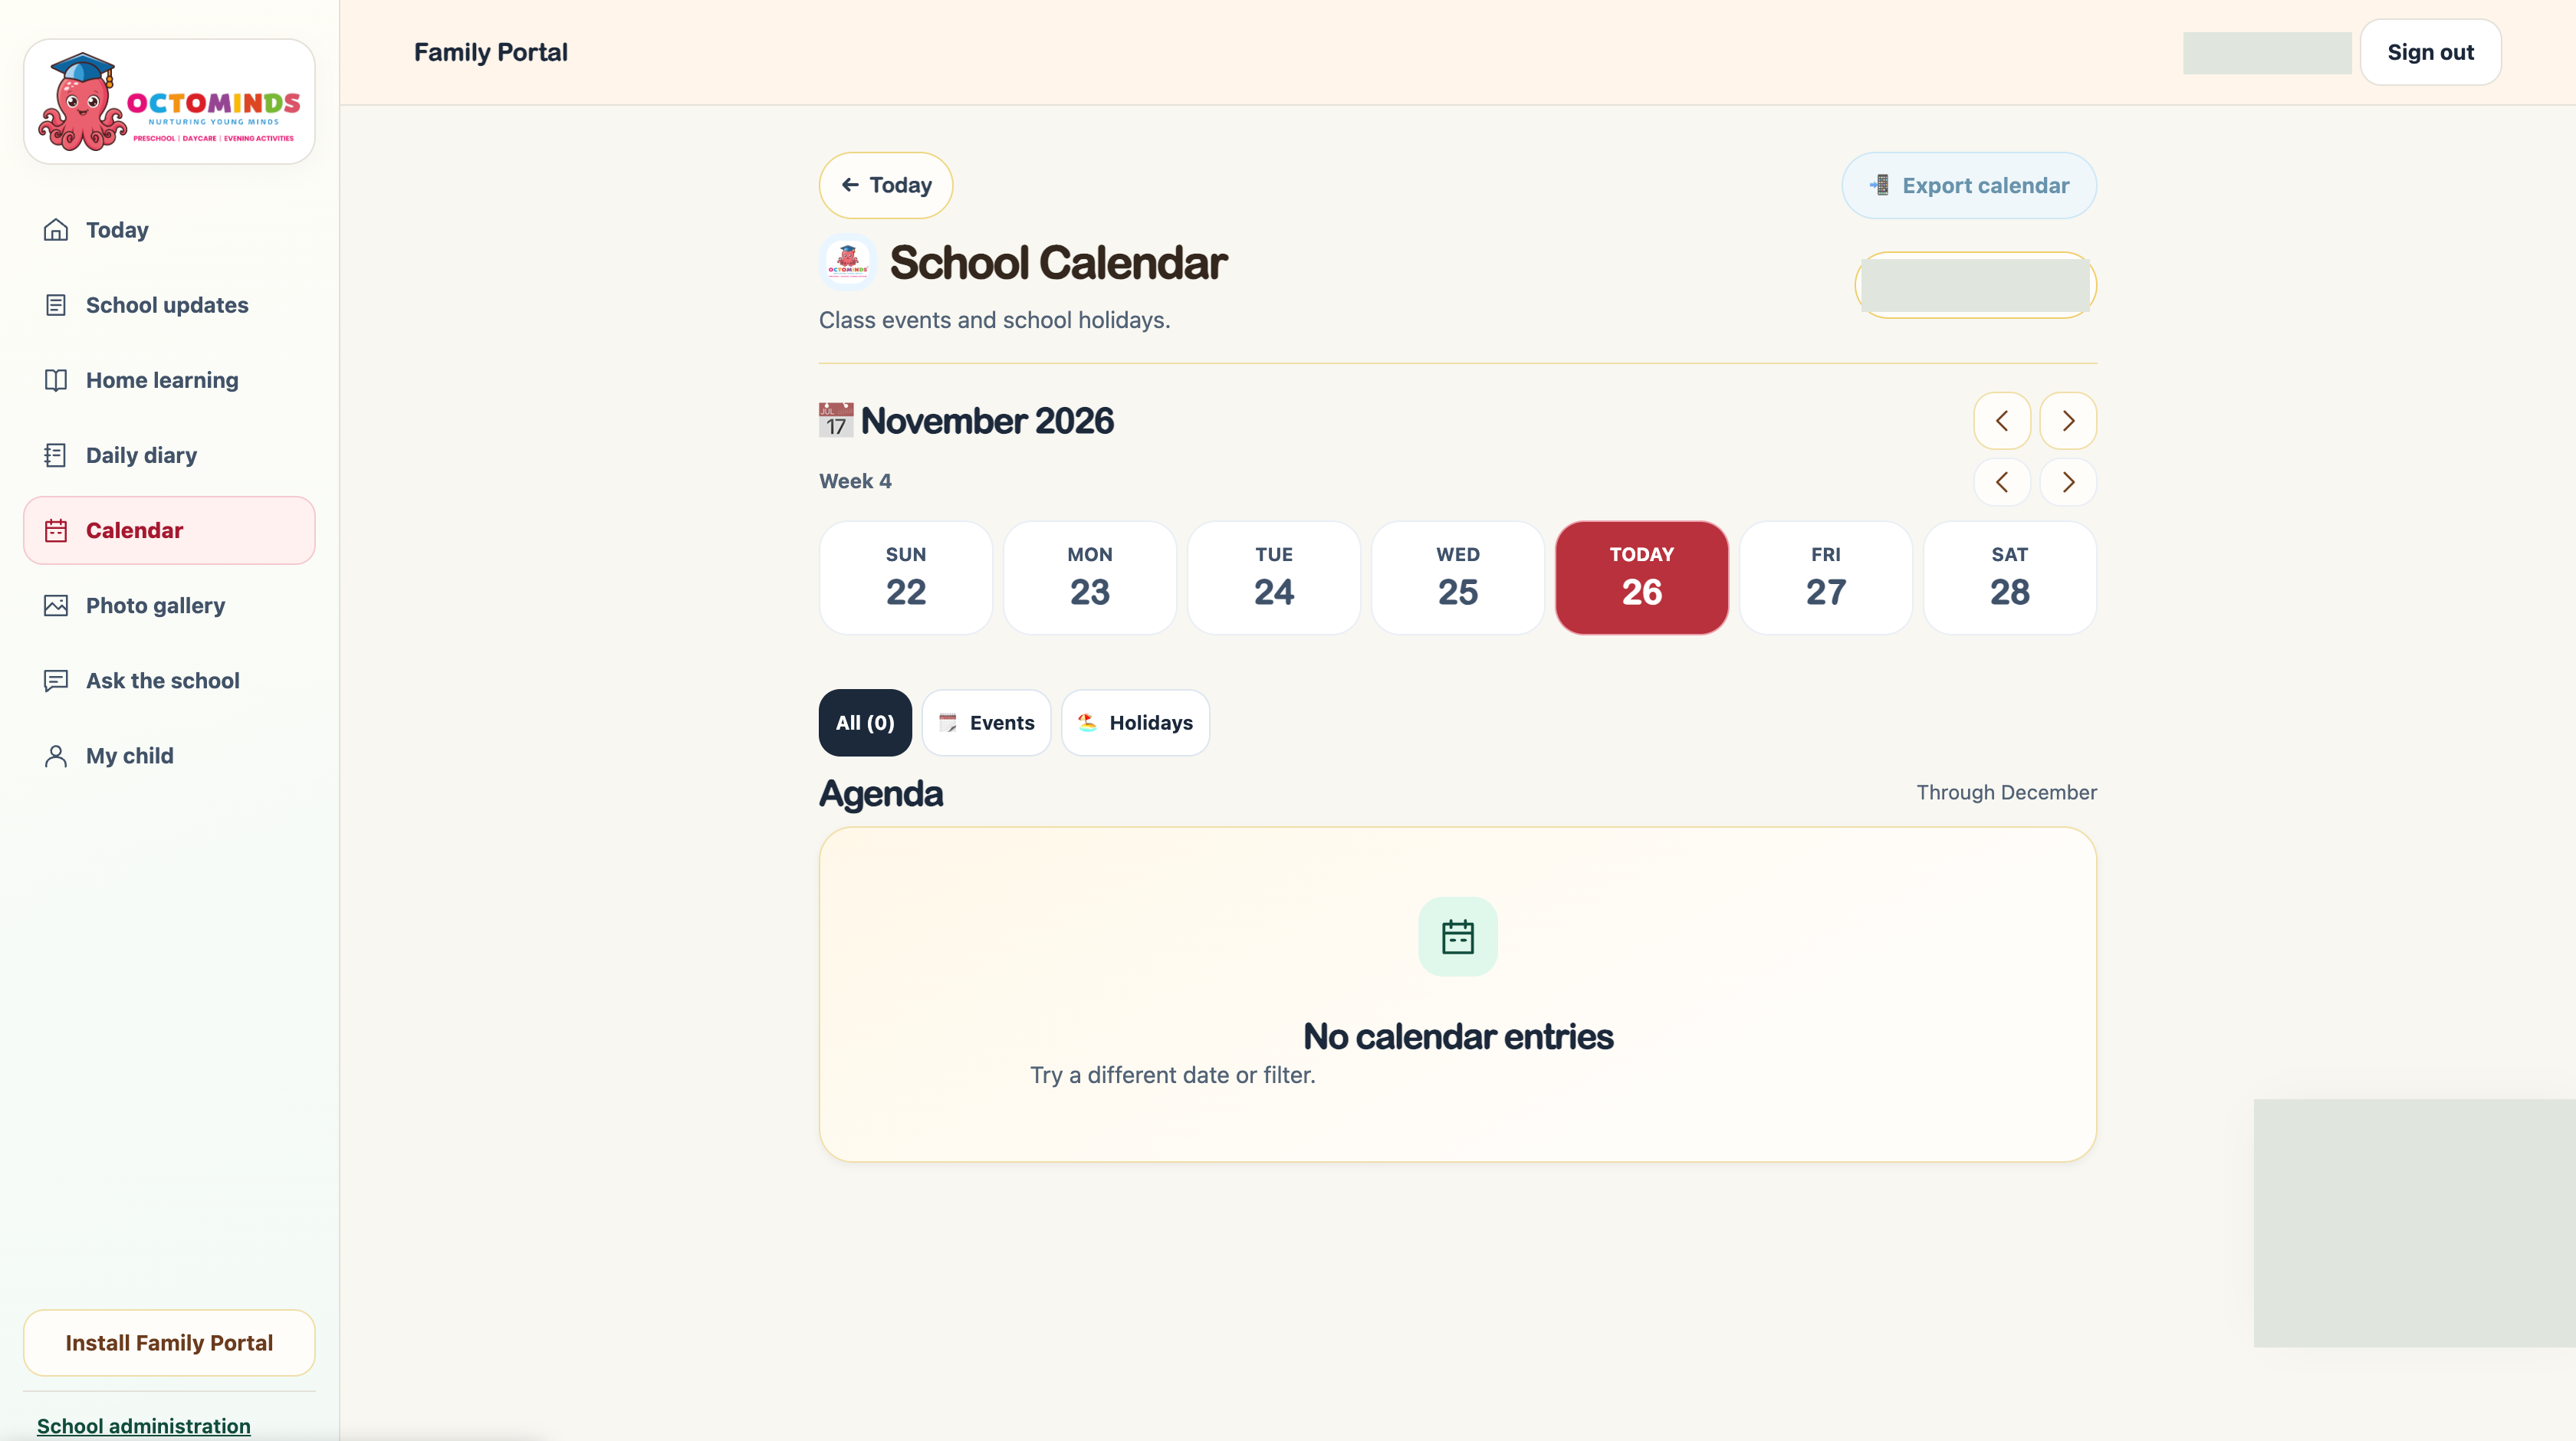 OCTOMINDS
NURTURING YOUNG MINDS
PRESCHOOL | DAYCARE | EVENING ACTIVITIES
Today
School updates
Home learning
Daily diary
Calendar
Photo gallery
Ask the school
My child
Install Family Portal
School administration
Family Portal
Sign out
← Today
Export calendar
OCTOMINDS
School Calendar
Class events and school holidays.
JUL
17
November 2026
Week 4
SUN MON TUE WED TODAY FRI SAT
22 23 24 25 26 27 28
All (0) Events Holidays
Agenda
Through December
No calendar entries
Try a different date or filter.